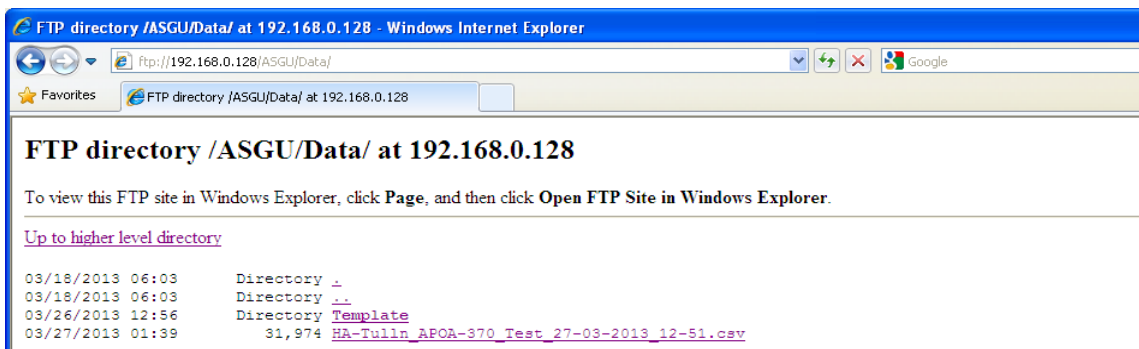 FTP directory /ASGU/Data/ at 192.168.0.128 - Windows Internet Explorer
ftp://192.168.0.128/ASGU/Data/
Google
Favorites
FTP directory /ASGU/Data/ at 192.168.0.128
FTP directory /ASGU/Data/ at 192.168.0.128
To view this FTP site in Windows Explorer, click Page, and then click Open FTP Site in Windows Explorer.
Up to higher level directory
03/18/2013 06:03 Directory .
03/18/2013 06:03 Directory ..
03/26/2013 12:56 Directory Template
03/27/2013 01:39 31,974 HA-Tulln_APOA-370_Test_27-03-2013_12-51.csv